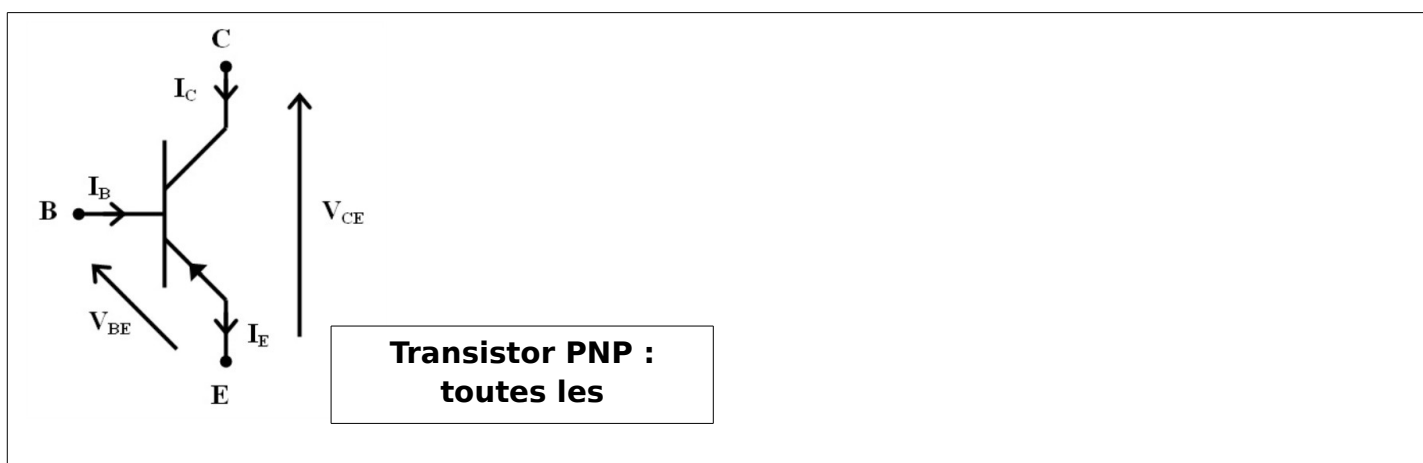 C
I_C
I_B
B
V_CE
V_BE
I_E
E
Transistor PNP :
toutes les